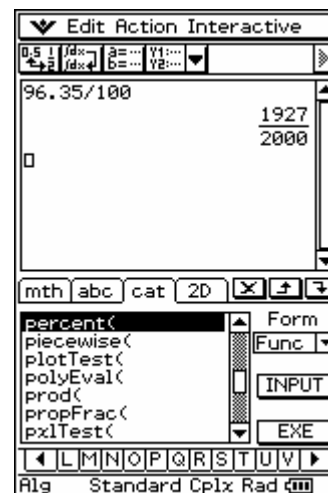 Edit Action Interactive
96.35/100
1927
2000
mth abc cat 2D
percent( Form
piecewise( Func
plotTest(
polyEval( INPUT
prod(
propFrac(
pxlTest( EXE
L M N O P Q R S T U V
Alg Standard Cplx Rad